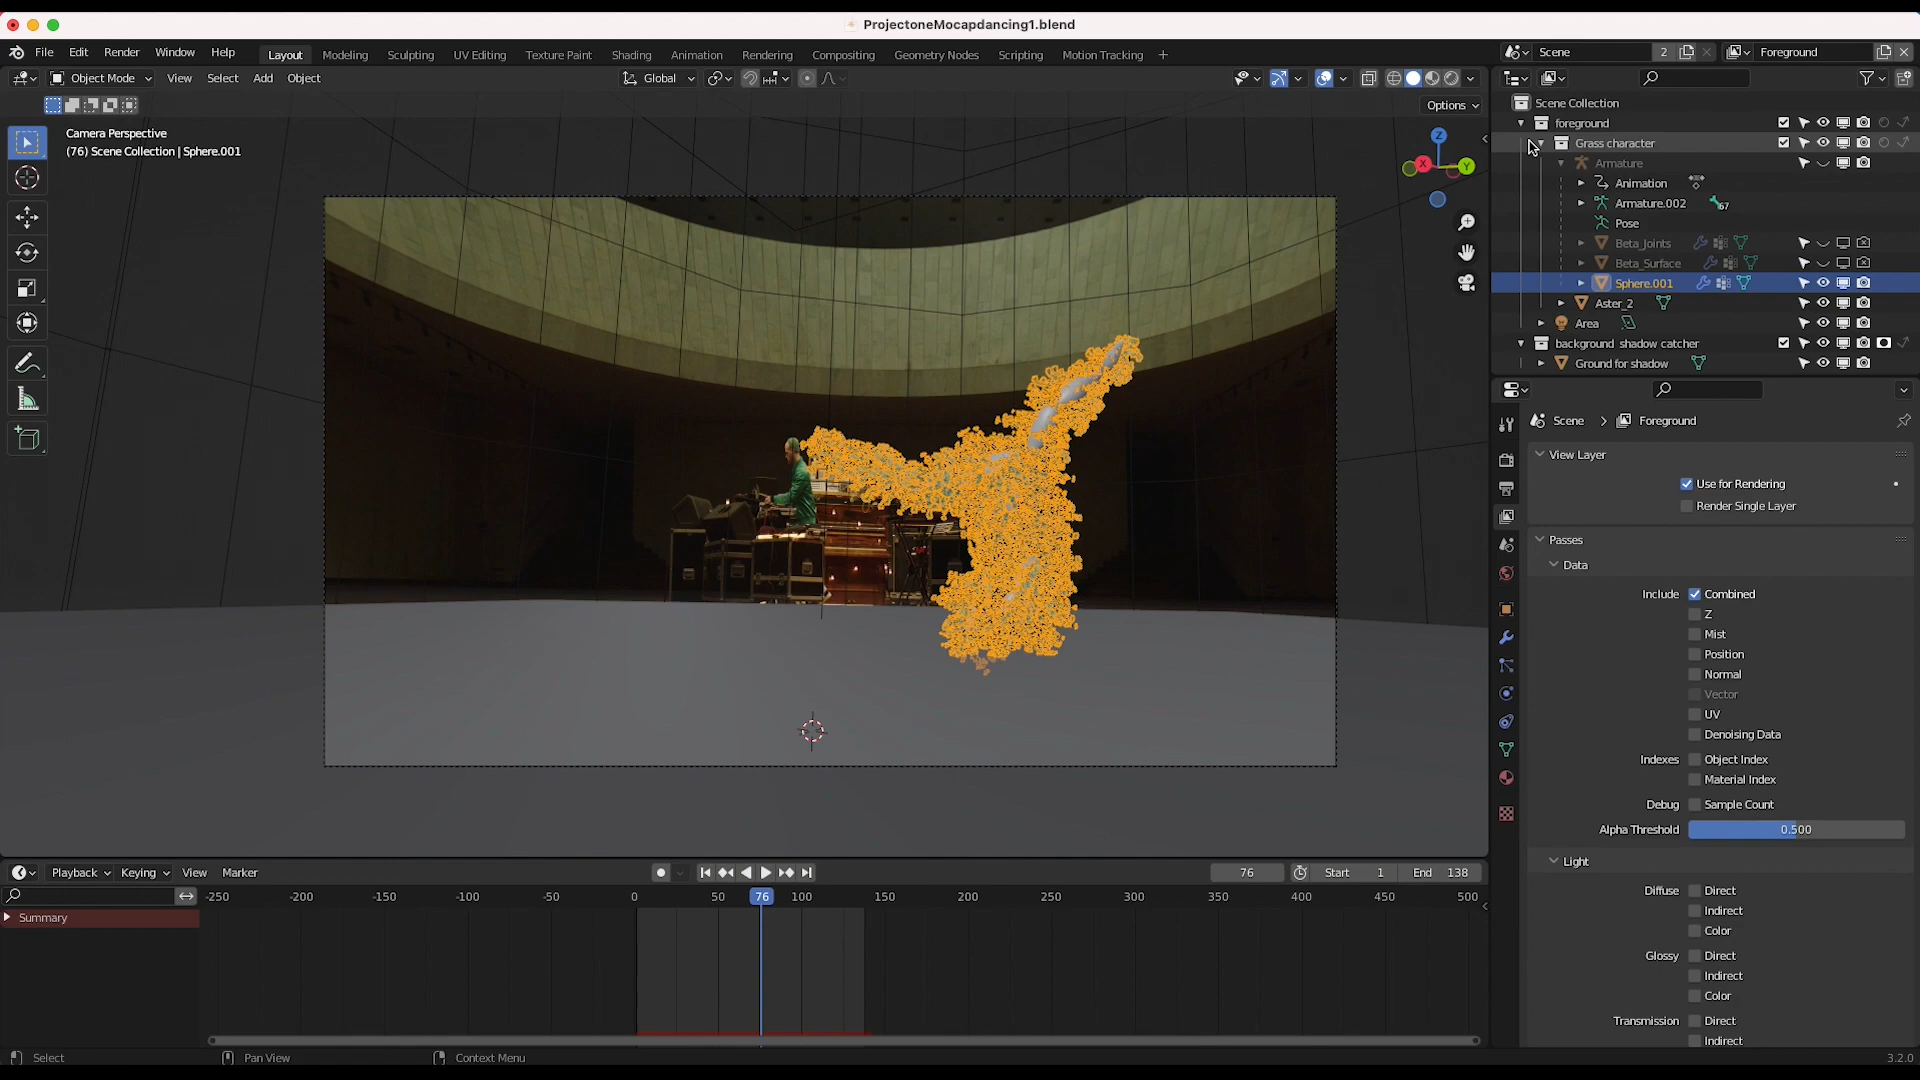 ProjectoneMocapdancing1.blend
File Edit Render Window Help Layout Modeling Sculpting UV Editing Texture Paint Shading Animation Rendering Compositing Geometry Nodes Scripting Motion Tracking + Scene 2 Foreground
Object Mode View Select Add Object Global
Options
Camera Perspective
(76) Scene Collection | Sphere.001
Z
X
Y
Scene Collection
foreground
Grass character
Armature
Animation
Armature.002 67
Pose
Beta_Joints
Beta_Surface
Sphere.001
Aster_2
Area
background shadow catcher
Ground for shadow
Scene > Foreground
View Layer
Use for Rendering
Render Single Layer
Passes
Data
Include Combined
Z
Mist
Position
Normal
Vector
UV
Denoising Data
Indexes Object Index
Material Index
Debug Sample Count
Alpha Threshold 0.500
Light
Diffuse Direct
Indirect
Color
Glossy Direct
Indirect
Color
Transmission Direct
Indirect
Playback Keying View Marker 76 Start 1 End 138
-250 -200 -150 -100 -50 0 50 76 100 150 200 250 300 350 400 450 500
Summary
Select Pan View Context Menu 3.2.0